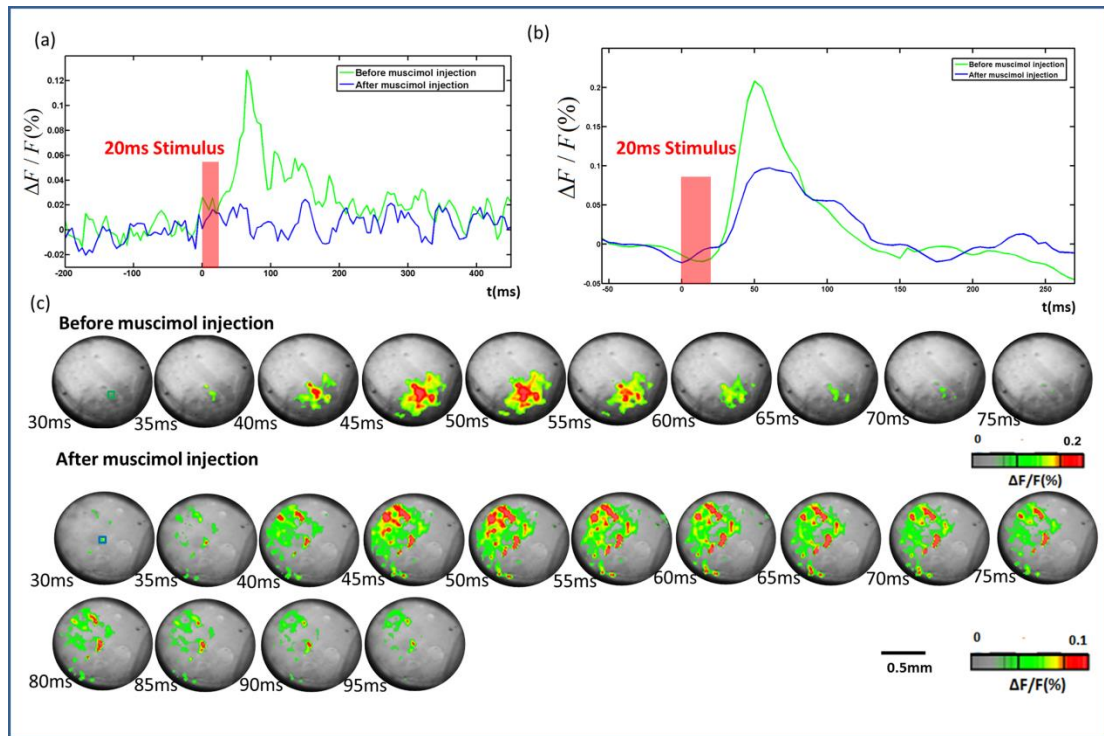 (a)
Before muscimol injection
After muscimol injection
20ms Stimulus
ΔF / F(%)
0.12
0.1
0.08
0.06
0.04
0.02
0
-0.02
-200 -100 0 100 200 300 400
t(ms)
(b)
Before muscimol injection
After muscimol injection
20ms Stimulus
ΔF / F(%)
0.2
0.15
0.1
0.05
0
-0.05
-50 0 50 100 150 200 250
t(ms)
(c)
Before muscimol injection
30ms 35ms 40ms 45ms 50ms 55ms 60ms 65ms 70ms 75ms
0 0.2
ΔF/F(%)
After muscimol injection
30ms 35ms 40ms 45ms 50ms 55ms 60ms 65ms 70ms 75ms
80ms 85ms 90ms 95ms
0.5mm
0 0.1
ΔF/F(%)